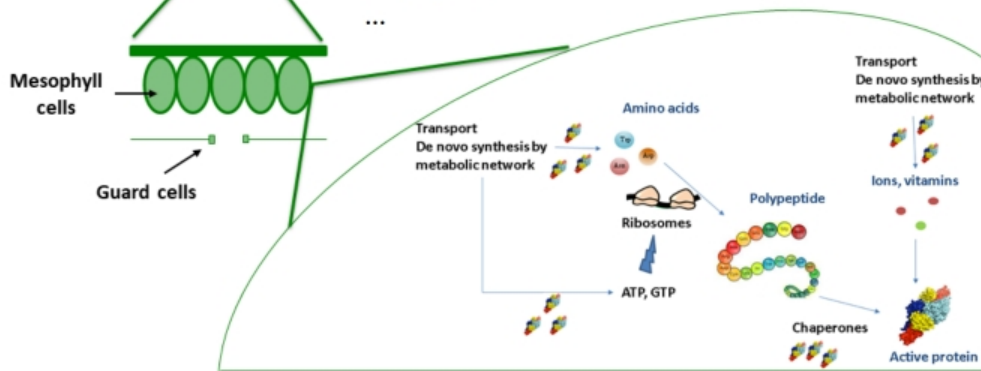 ...
Mesophyll
cells
Guard cells
Transport
De novo synthesis by
metabolic network
Amino acids
Ribosomes
ATP, GTP
Polypeptide
Chaperones
Transport
De novo synthesis by
metabolic network
Ions, vitamins
Active protein